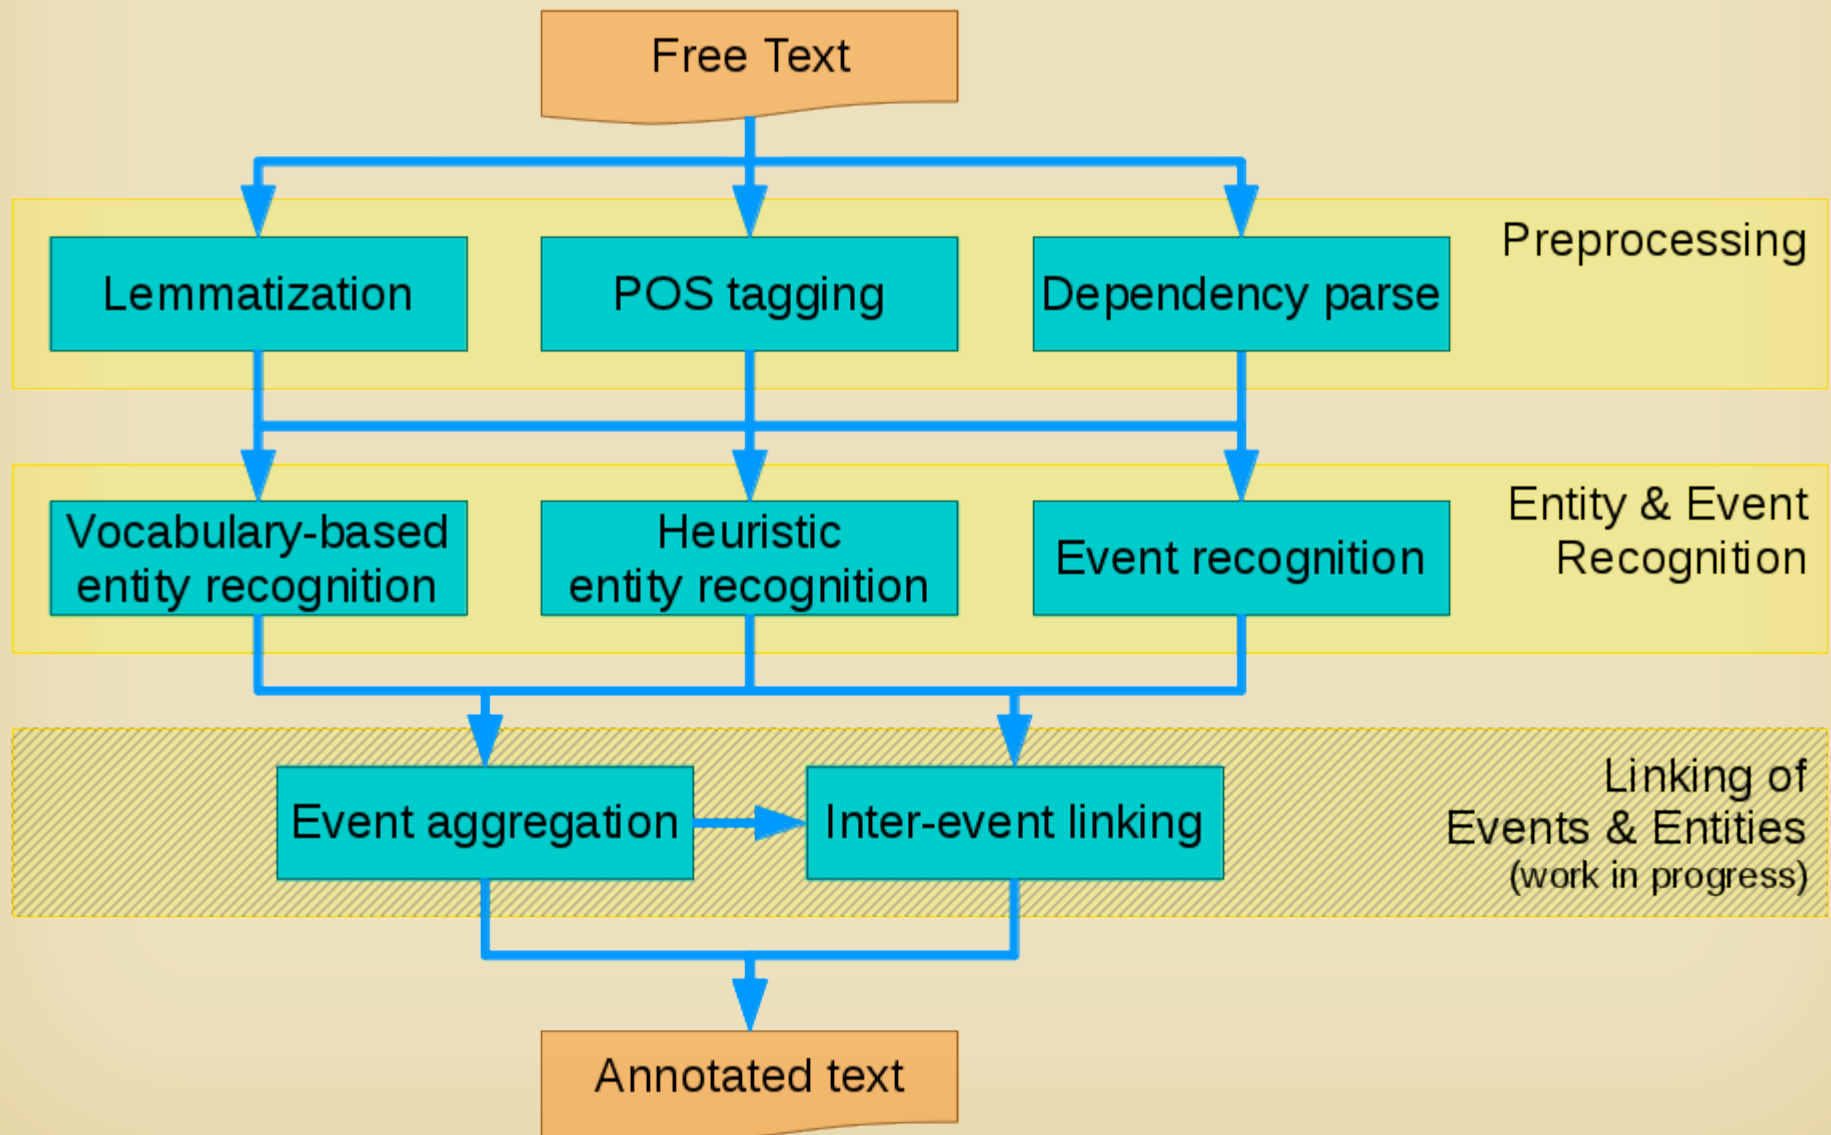 Free Text
Preprocessing
Lemmatization
POS tagging
Dependency parse
Entity & Event
Recognition
Vocabulary-based
entity recognition
Heuristic
entity recognition
Event recognition
Linking of
Events & Entities
(work in progress)
Event aggregation
Inter-event linking
Annotated text